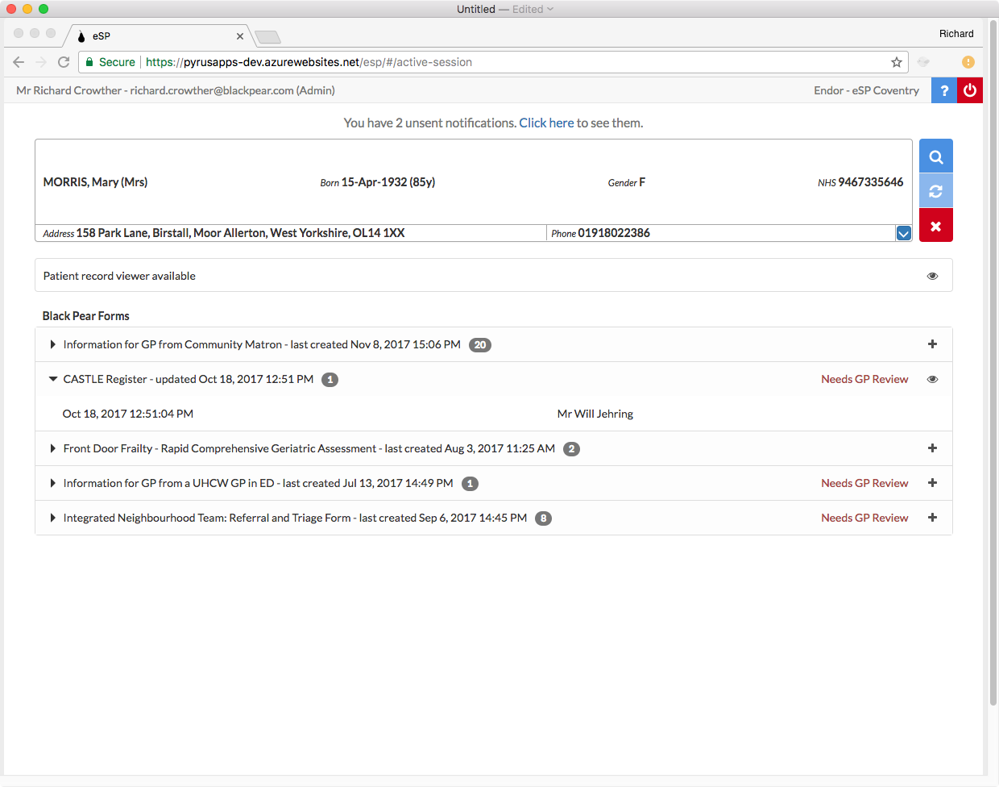 Untitled — Edited
eSP
Richard
Secure https://pyrusapps-dev.azurewebsites.net/esp/#/active-session
Mr Richard Crowther - richard.crowther@blackpear.com (Admin) Endor - eSP Coventry ?
You have 2 unsent notifications. Click here to see them.
MORRIS, Mary (Mrs) Born 15-Apr-1932 (85y) Gender F NHS 9467335646
Address 158 Park Lane, Birstall, Moor Allerton, West Yorkshire, OL14 1XX Phone 01918022386
Patient record viewer available
Black Pear Forms
Information for GP from Community Matron - last created Nov 8, 2017 15:06 PM 20
CASTLE Register - updated Oct 18, 2017 12:51 PM 1 Needs GP Review
Oct 18, 2017 12:51:04 PM Mr Will Jehring
Front Door Frailty - Rapid Comprehensive Geriatric Assessment - last created Aug 3, 2017 11:25 AM 2
Information for GP from a UHCW GP in ED - last created Jul 13, 2017 14:49 PM 1 Needs GP Review
Integrated Neighbourhood Team: Referral and Triage Form - last created Sep 6, 2017 14:45 PM 8 Needs GP Review